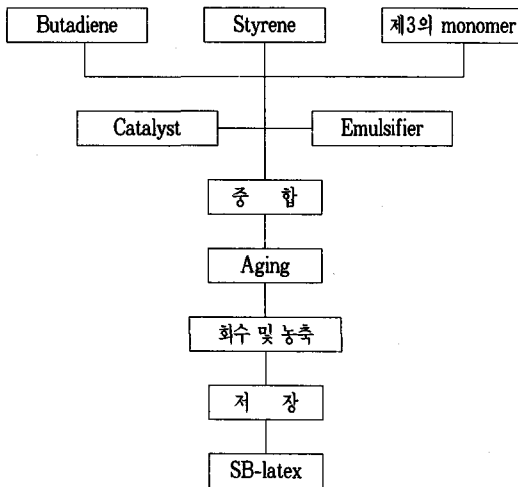 Butadiene
Styrene
제3의 monomer
Catalyst
Emulsifier
중 합
Aging
회수 및 농축
저 장
SB-latex